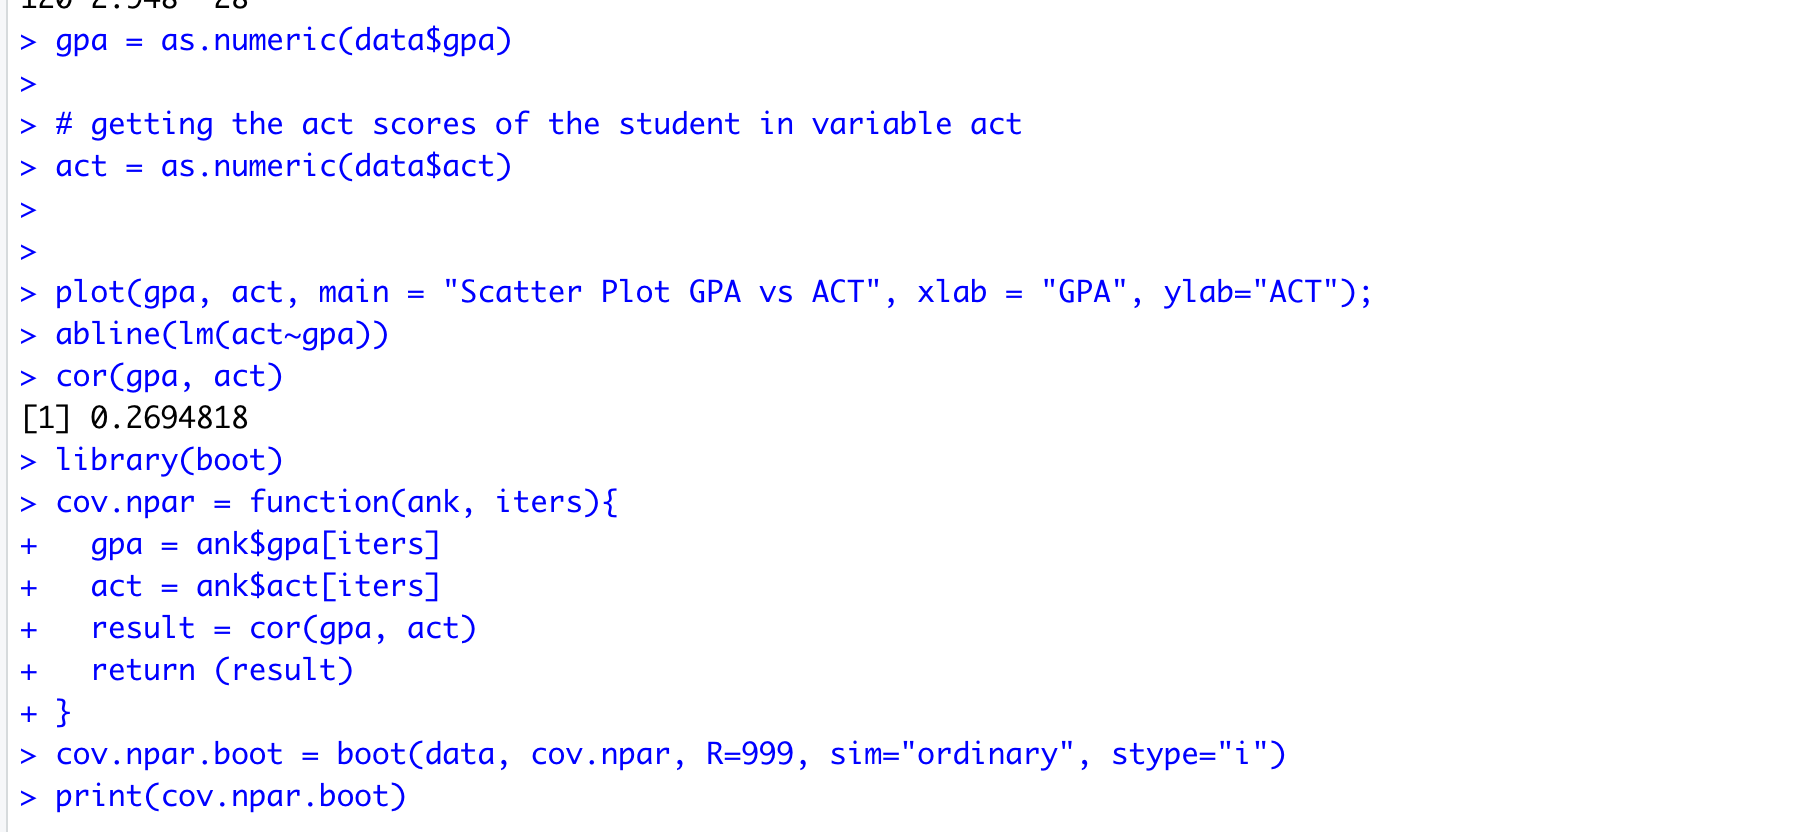 120 2.948  28
> gpa = as.numeric(data$gpa)
>
> # getting the act scores of the student in variable act
> act = as.numeric(data$act)
>
>
> plot(gpa, act, main = "Scatter Plot GPA vs ACT", xlab = "GPA", ylab="ACT");
> abline(lm(act~gpa))
> cor(gpa, act)
[1] 0.2694818
> library(boot)
> cov.npar = function(ank, iters){
+   gpa = ank$gpa[iters]
+   act = ank$act[iters]
+   result = cor(gpa, act)
+   return (result)
+ }
> cov.npar.boot = boot(data, cov.npar, R=999, sim="ordinary", stype="i")
> print(cov.npar.boot)